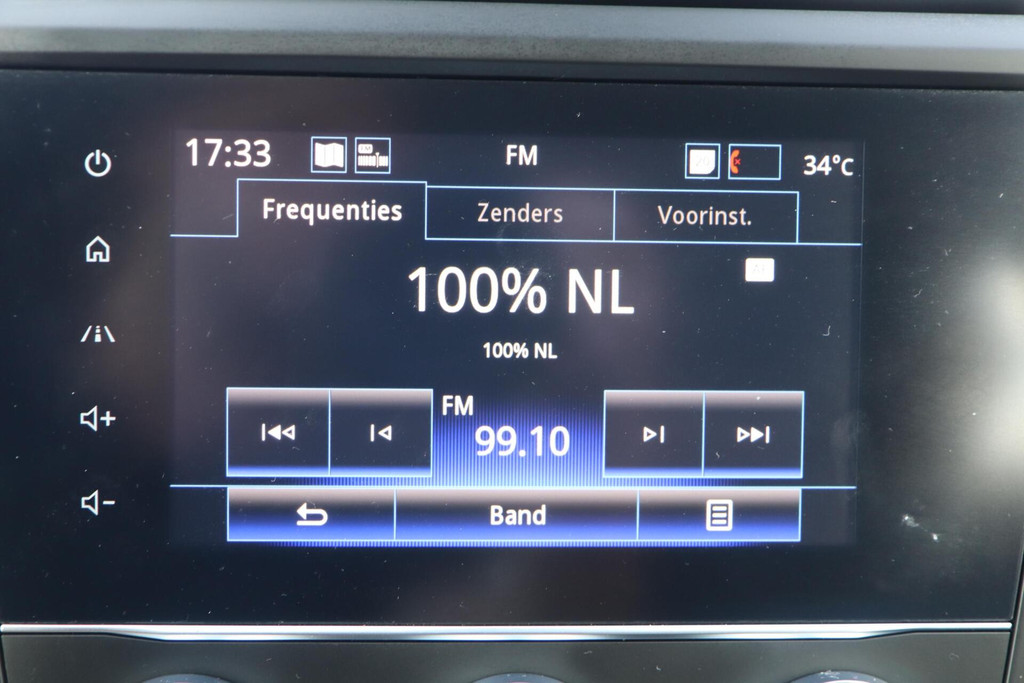 17:33 FM 34°C
Frequenties Zenders Voorinst.
100% NL
100% NL
FM
99.10
Band